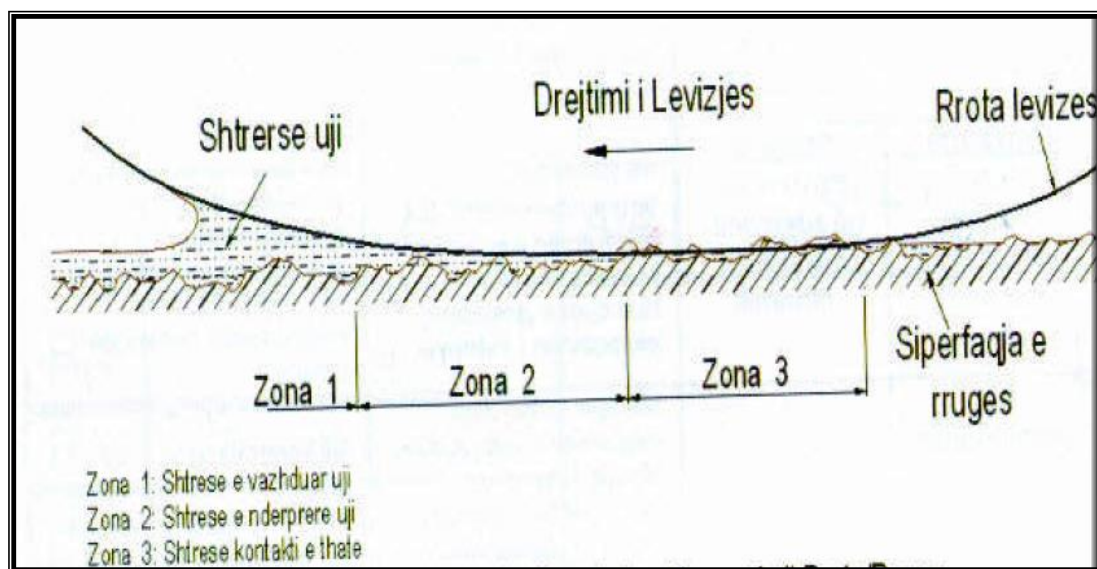 Drejtimi i Levizjes
Rrota levizes
Shtrerse uji
Siperfaqja e
rruges
Zona 1
Zona 2
Zona 3
Zona 1: Shtrese e vazhduar uji
Zona 2: Shtrese e nderprere uji
Zona 3: Shtrese kontakti e thate